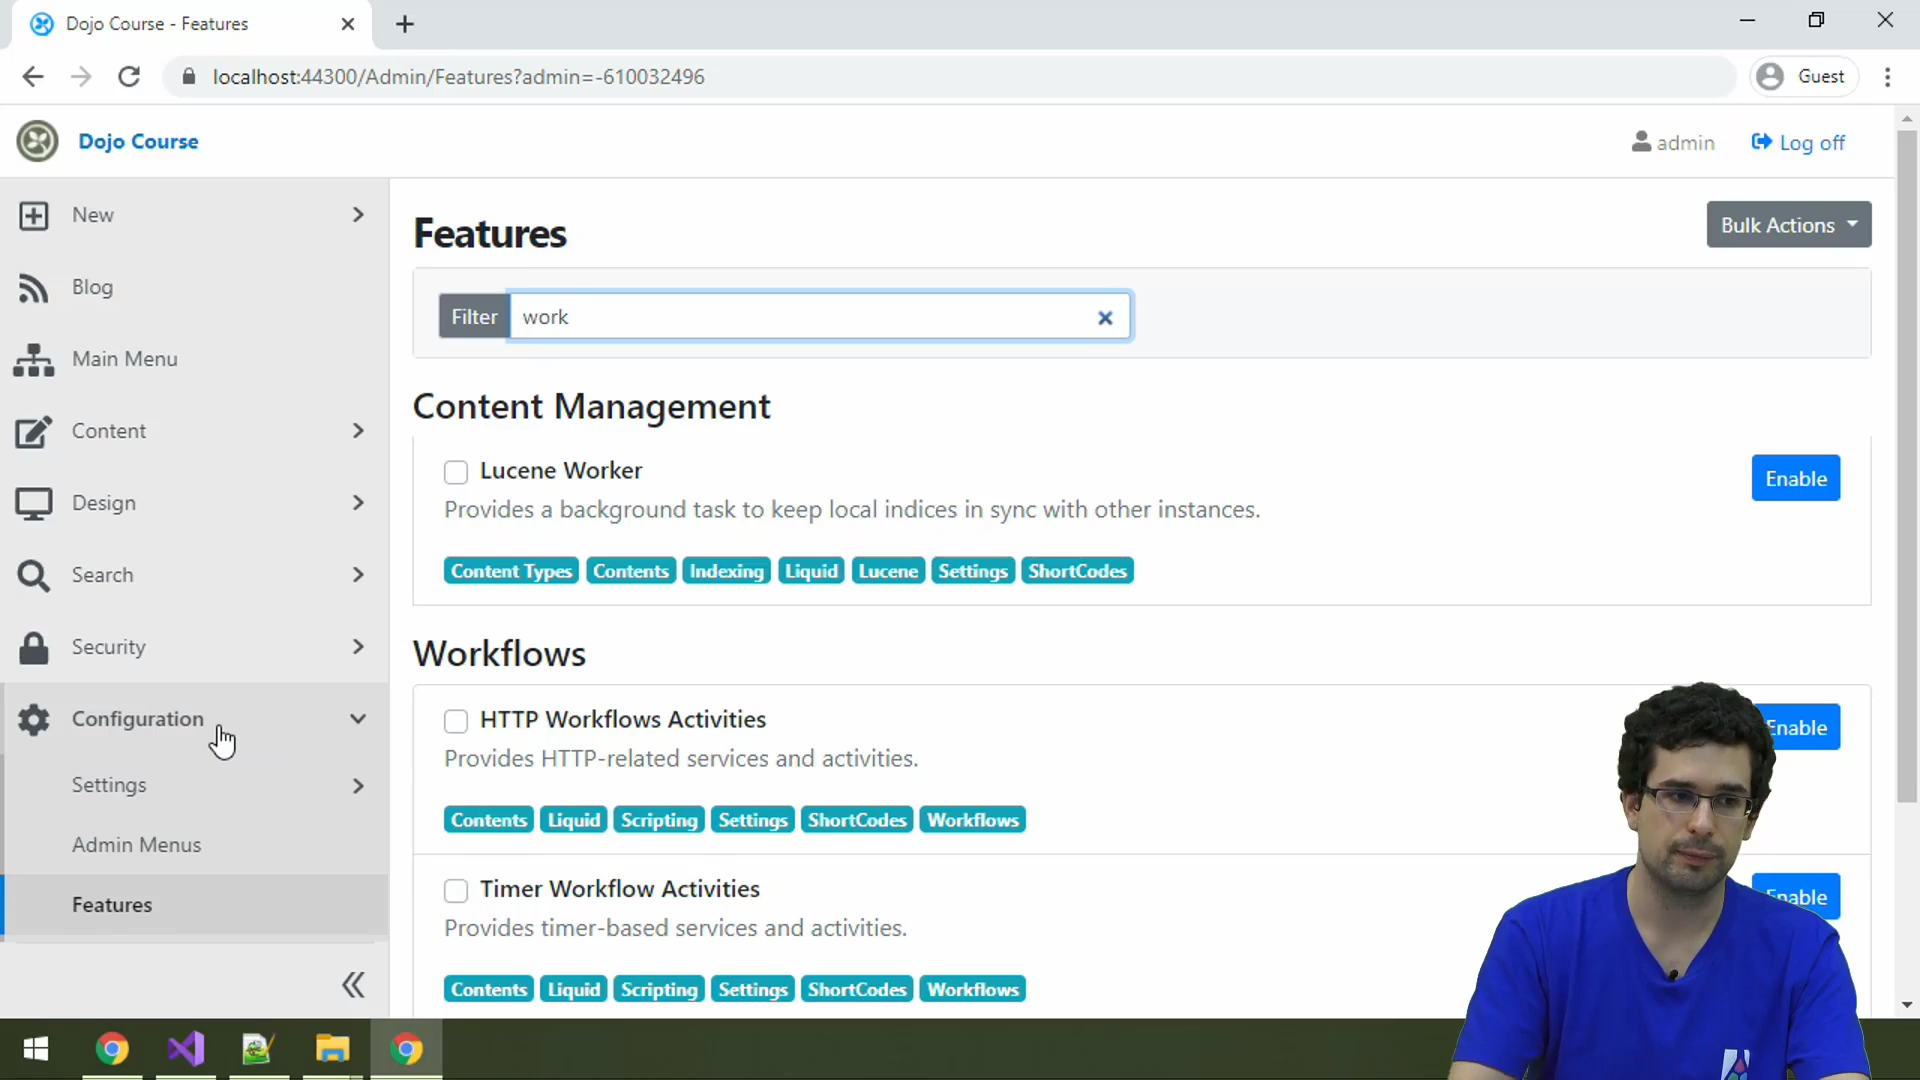 Dojo Course - Features
localhost:44300/Admin/Features?admin=-610032496
Guest
Dojo Course
admin
Log off
New
Blog
Main Menu
Content
Design
Search
Security
Configuration
Settings
Admin Menus
Features
Features
Bulk Actions
Filter work
Content Management
Lucene Worker
Enable
Provides a background task to keep local indices in sync with other instances.
Content Types Contents Indexing Liquid Lucene Settings ShortCodes
Workflows
HTTP Workflows Activities
Enable
Provides HTTP-related services and activities.
Contents Liquid Scripting Settings ShortCodes Workflows
Timer Workflow Activities
Enable
Provides timer-based services and activities.
Contents Liquid Scripting Settings ShortCodes Workflows